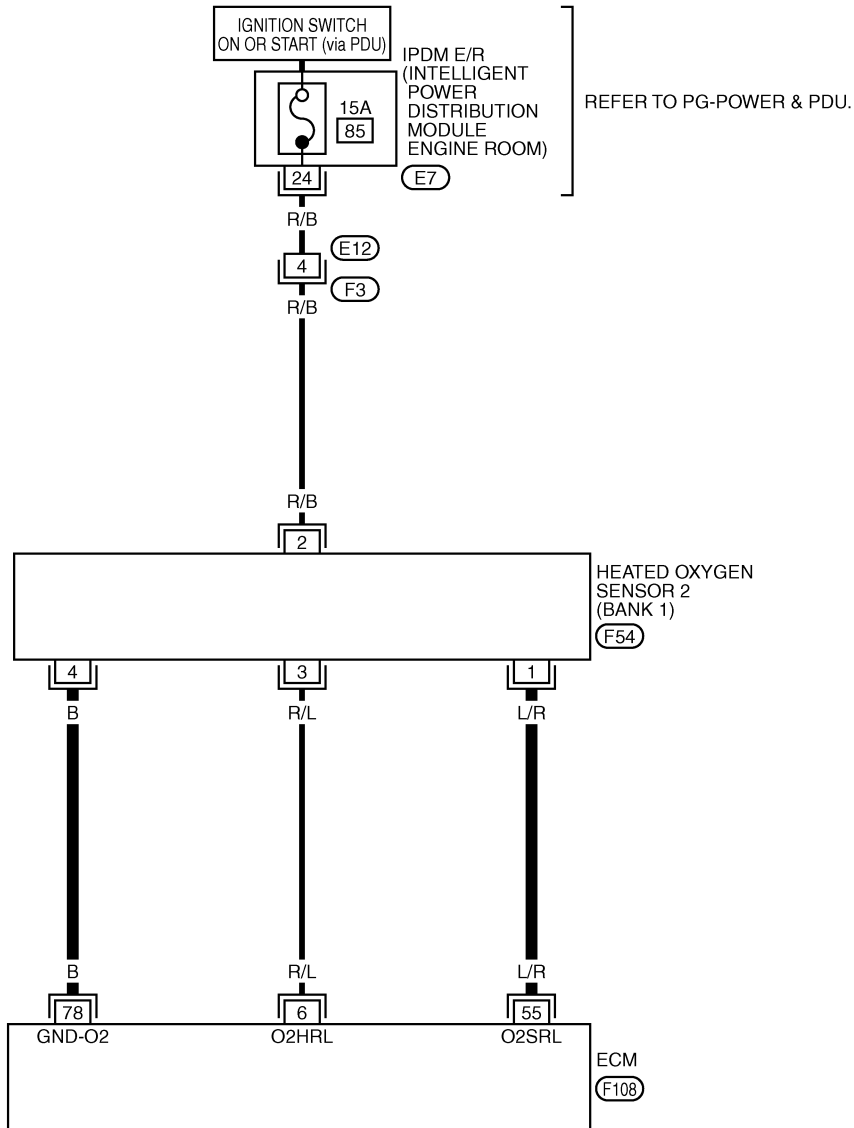 IGNITION SWITCH
ON OR START (via PDU)
IPDM E/R
(INTELLIGENT
POWER
DISTRIBUTION
MODULE
ENGINE ROOM)
REFER TO PG-POWER & PDU.
15A
85
24
E7
R/B
E12
4
F3
R/B
R/B
2
HEATED OXYGEN
SENSOR 2
(BANK 1)
F54
4 3 1
B R/L L/R
B R/L L/R
78 6 55
GND-O2 O2HRL O2SRL
ECM
F108